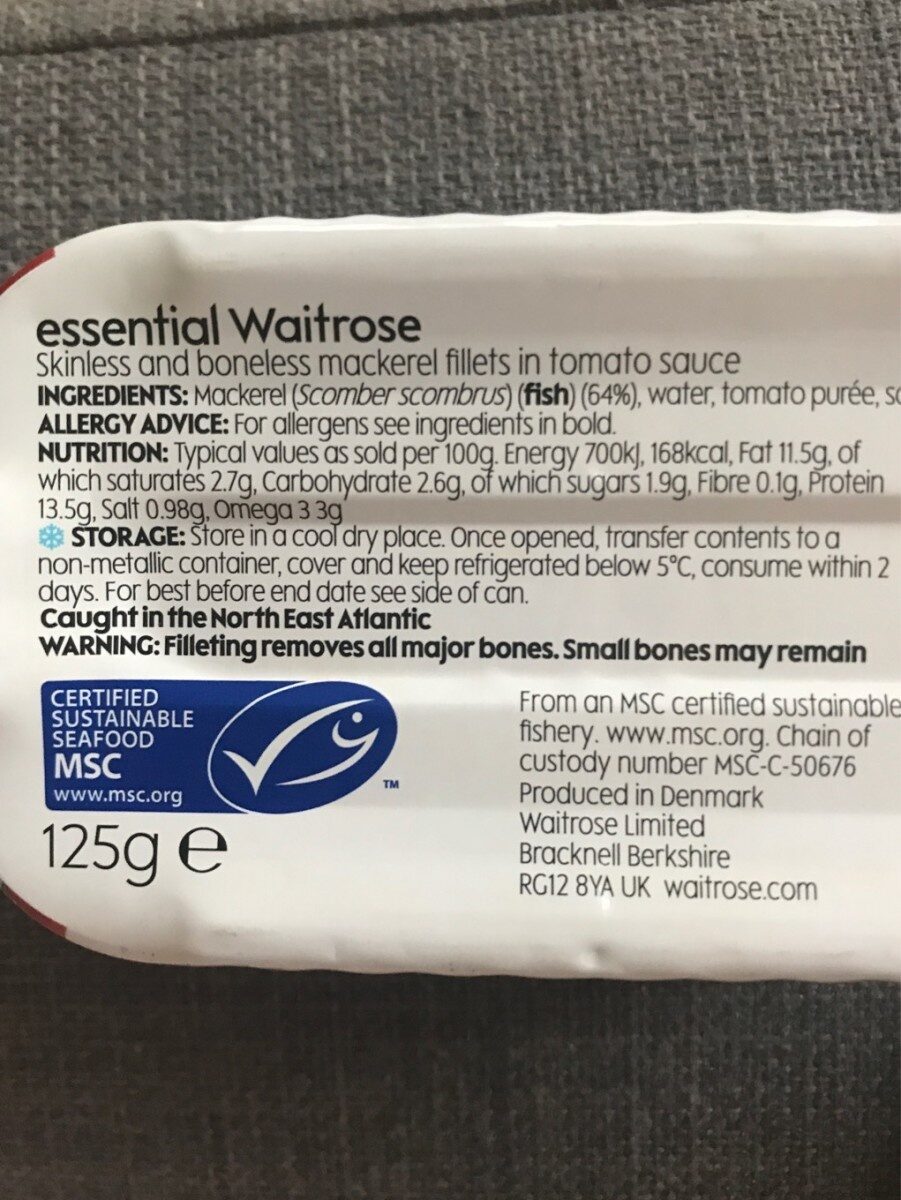 essential Waitrose
Skinless and boneless mackerel fillets in tomato sauce
INGREDIENTS: Mackerel (Scomber scombrus) (fish) (64%), water, tomato purée,
ALLERGY ADVICE: For allergens see ingredients in bold.
NUTRITION: Typical values as sold per 100g. Energy 700kJ, 168kcal, Fat 11.5g, of
which saturates 2.7g, Carbohydrate 2.6g, of which sugars 1.9g, Fibre 0.1g, Protein
13.5g, Salt 0.98g, Omega 3 3g
STORAGE: Store in a cool dry place. Once opened, transfer contents to a
non-metallic container, cover and keep refrigerated below 5°C, consume within 2
days. For best before end date see side of can.
Caught in the North East Atlantic
WARNING: Filleting removes all major bones. Small bones may remain
CERTIFIED
SUSTAINABLE
SEAFOOD
MSC
www.msc.org
TM
125g e
From an MSC certified sustainable
fishery. www.msc.org. Chain of
custody number MSC-C-50676
Produced in Denmark
Waitrose Limited
Bracknell Berkshire
RG12 8YA UK waitrose.com